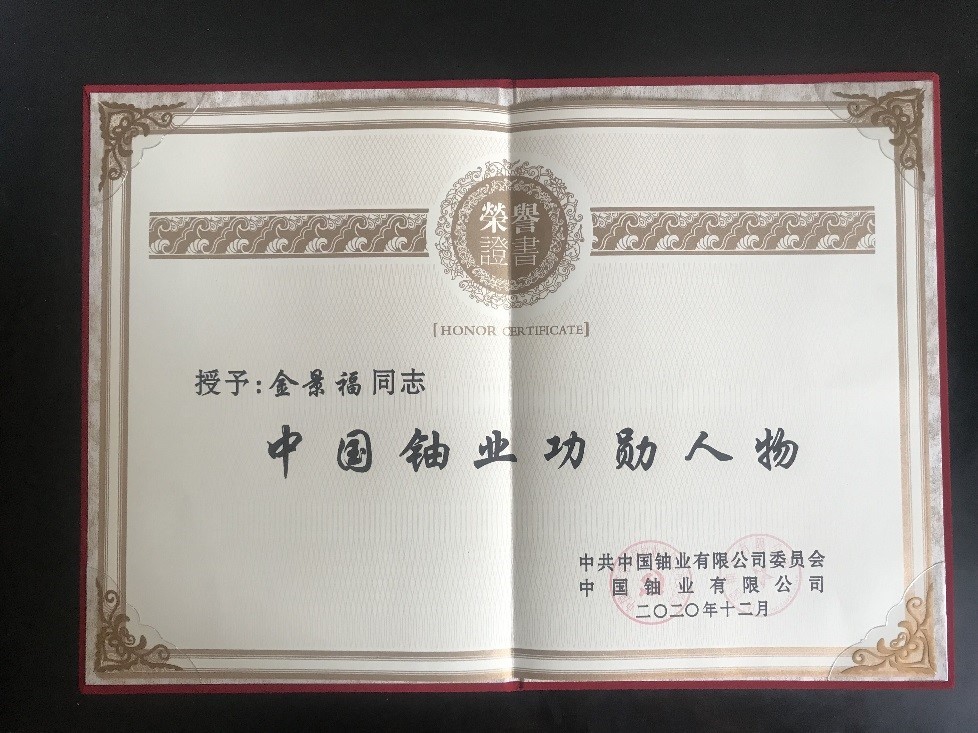 榮譽
證書
[HONOR CERTIFICATE]
授予:金景福同志
中国铀业功勋人物
中共中国铀业有限公司委员会
中国铀业有限公司
二〇二〇年十二月